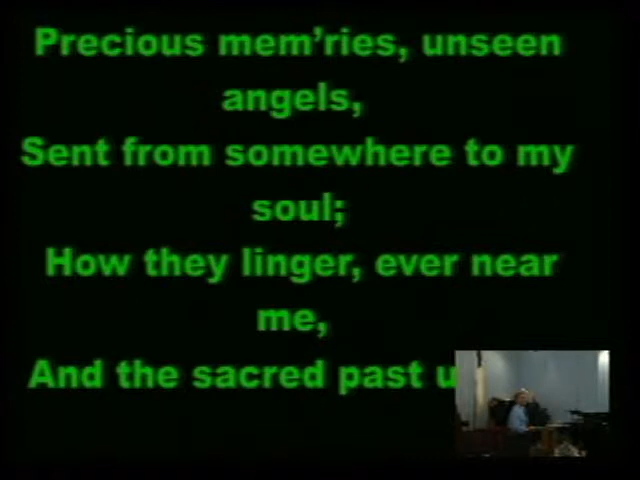 Precious mem'ries, unseen
angels,
Sent from somewhere to my
soul;
How they linger, ever near
me,
And the sacred past